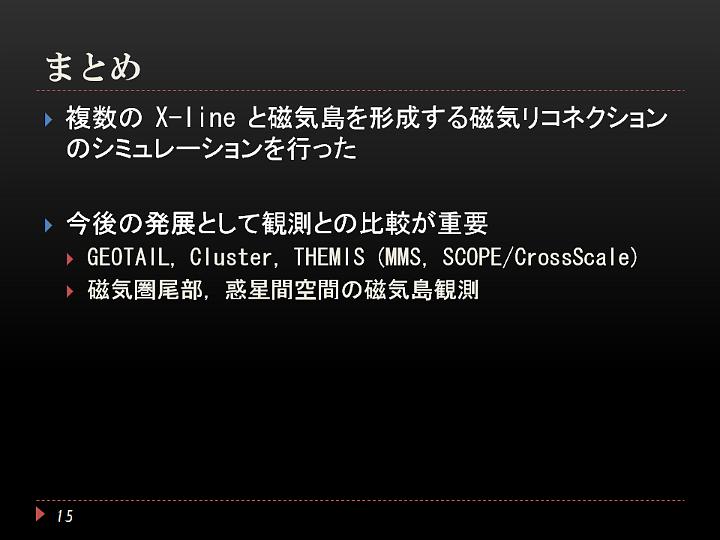 まとめ
複数の X-line と磁気島を形成する磁気リコネクション
のシミュレーションを行った
今後の発展として観測との比較が重要
GEOTAIL, Cluster, THEMIS (MMS, SCOPE/CrossScale)
磁気圏尾部, 惑星間空間の磁気島観測
15